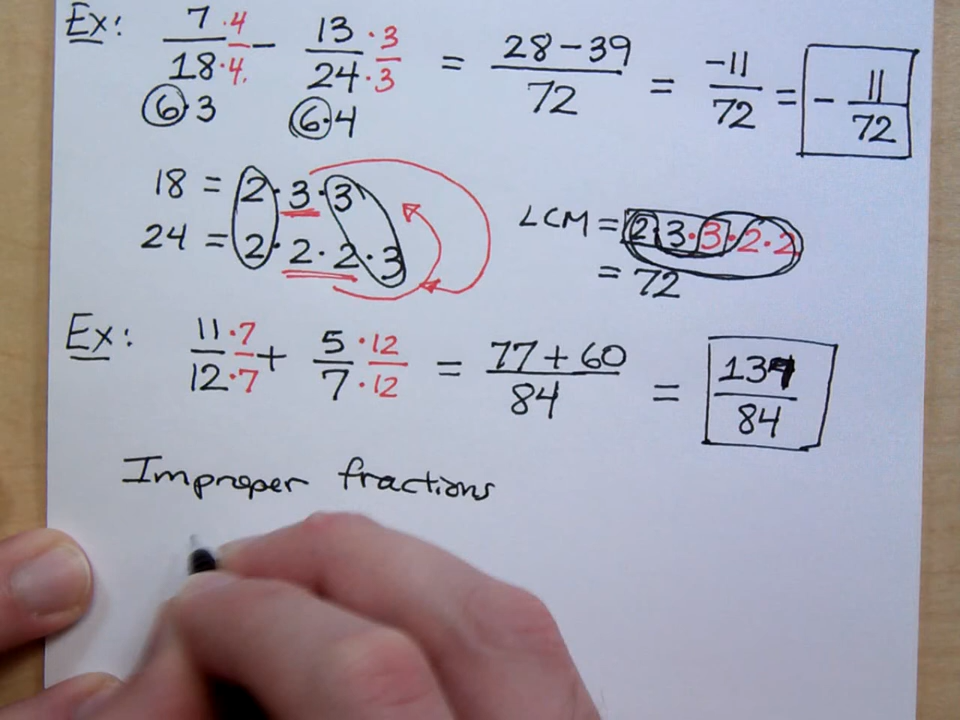 Ex: 7·4/18·4 - 13·3/24·3 = 28-39/72 = -11/72 = - 11/72
6·3 6·4
18 = 2·3·3
24 = 2·2·2·3
LCM = 2·3·3·2·2
= 72
Ex: 11·7/12·7 + 5·12/7·12 = 77+60/84 = 137/84
Improper fractions